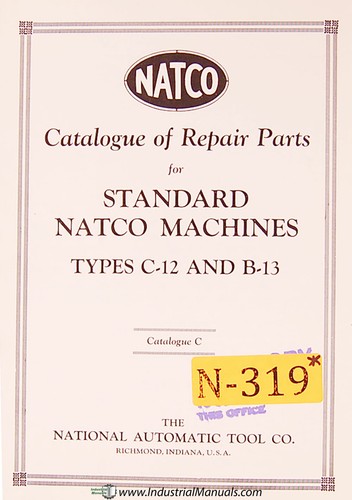 NATCO
Catalogue of Repair Parts
for
STANDARD
NATCO MACHINES
TYPES C-12 AND B-13
Catalogue C
N-319*
THIS OFFICE
THE
NATIONAL AUTOMATIC TOOL CO.
RICHMOND, INDIANA, U.S.A.
www.IndustrialManuals.com